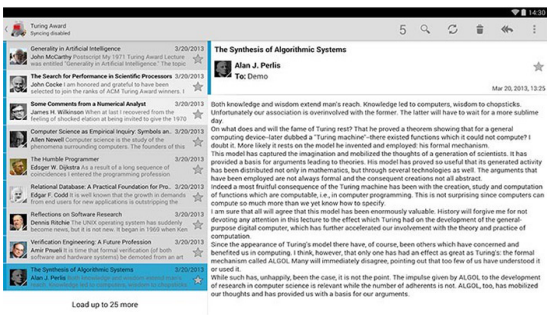 14:30
Turing Award
Syncing disabled
5
Generality in Artificial Intelligence 3/20/2013
John McCarthy Postscript My 1971 Turing Award Lecture
was entitled "Generality in Artificial Intelligence." The topic
The Search for Performance in Scientific Processors 3/20/2013
John Cocke I am honored and grateful to have been
selected to join the ranks of ACM Turing Award winners. I
Some Comments from a Numerical Analyst 3/20/2013
James H. Wilkinson When at last I recovered from the
feeling of shocked elation at being invited to give the 1970
Computer Science as Empirical Inquiry: Symbols an.. 3/20/2013
Allen Newell Computer science is the study of the
phenomena surrounding computers. The founders of this
The Humble Programmer 3/20/2013
Edsger W. Dijkstra As a result of a long sequence of
coincidences I entered the programming profession
Relational Database: A Practical Foundation for Pro.. 3/20/2013
Edgar F. Codd It is well known that the growth in demands
from end users for new applications is outstripping the
Reflections on Software Research 3/20/2013
Dennis Ritchie The UNIX operating system has suddenly
become news, but it is not new. It began in 1969 when Ken
Verification Engineering: A Future Profession 3/20/2013
Amir Pnueli It is time that formal verification (of both
software and hardware systems) be demoted from an art
The Synthesis of Algorithmic Systems 3/20/2013
Alan J. Perlis Both knowledge and wisdom extend man's
reach. Knowledge led to computers, wisdom to chopsticks.
Load up to 25 more
The Synthesis of Algorithmic Systems
Alan J. Perlis
To: Demo
Mar 20, 2013, 13:25
Both knowledge and wisdom extend man's reach. Knowledge led to computers, wisdom to chopsticks.
Unfortunately our association is overinvolved with the former. The latter will have to wait for a more sublime
day.
On what does and will the fame of Turing rest? That he proved a theorem showing that for a general
computing device–later dubbed a "Turing machine"–there existed functions which it could not compute? I
doubt it. More likely it rests on the model he invented and employed: his formal mechanism.
This model has captured the imagination and mobilized the thoughts of a generation of scientists. It has
provided a basis for arguments leading to theories. His model has proved so useful that its generated activity
has been distributed not only in mathematics, but through several technologies as well. The arguments that
have been employed are not always formal and the consequent creations not all abstract.
Indeed a most fruitful consequence of the Turing machine has been with the creation, study and computation
of functions which are computable, i.e., in computer programming. This is not surprising since computers can
compute so much more than we yet know how to specify.
I am sure that all will agree that this model has been enormously valuable. History will forgive me for not
devoting any attention in this lecture to the effect which Turing had on the development of the general-
purpose digital computer, which has further accelerated our involvement with the theory and practice of
computation.
Since the appearance of Turing's model there have, of course, been others which have concerned and
benefited us in computing. I think, however, that only one has had an effect as great as Turing's: the formal
mechanism called ALGOL Many will immediately disagree, pointing out that too few of us have understood it
or used it.
While such has, unhappily, been the case, it is not the point. The impulse given by ALGOL to the development
of research in computer science is relevant while the number of adherents is not. ALGOL, too, has mobilized
our thoughts and has provided us with a basis for our arguments.